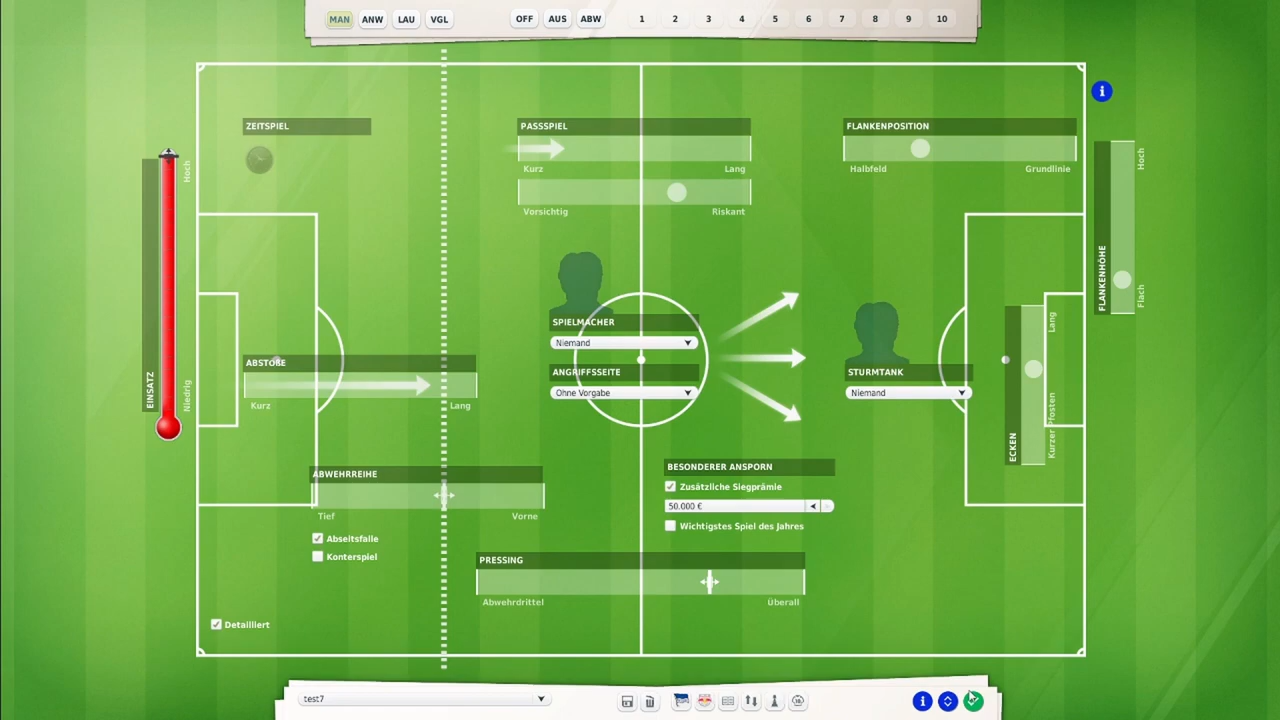 MAN ANW LAU VGL OFF AUS ABW 1 2 3 4 5 6 7 8 9 10
ZEITSPIEL
PASSSPIEL
Kurz Lang
Vorsichtig Riskant
FLANKENPOSITION
Halbfeld Grundlinie
Hoch
EINSATZ
Niedrig
Hoch
FLANKENHÖHE
Flach
SPIELMACHER
Niemand
ANGRIFFSSEITE
Ohne Vorgabe
STURMTANK
Niemand
Lang
ECKEN
Kurzer Pfosten
ABSTÖßE
Kurz Lang
ABWEHRREIHE
Tief Vorne
Abseitsfalle
Konterspiel
BESONDERER ANSPORN
Zusätzliche Siegprämie
50.000 €
Wichtigstes Spiel des Jahres
PRESSING
Abwehrdrittel Überall
Detailliert
test7